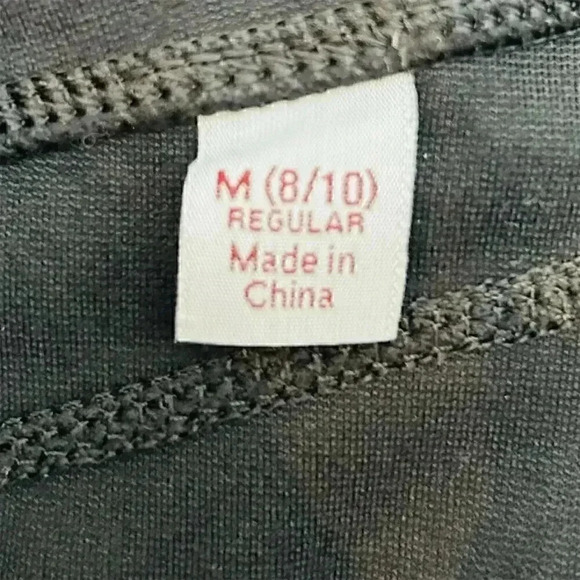 M (8/10)
REGULAR
Made in
China